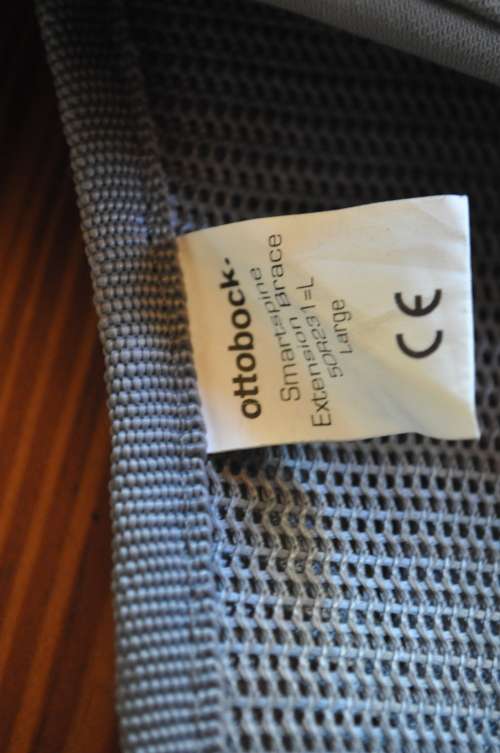 ottobock.
Smartspine
Extension Brace
50R231=L
Large
CE